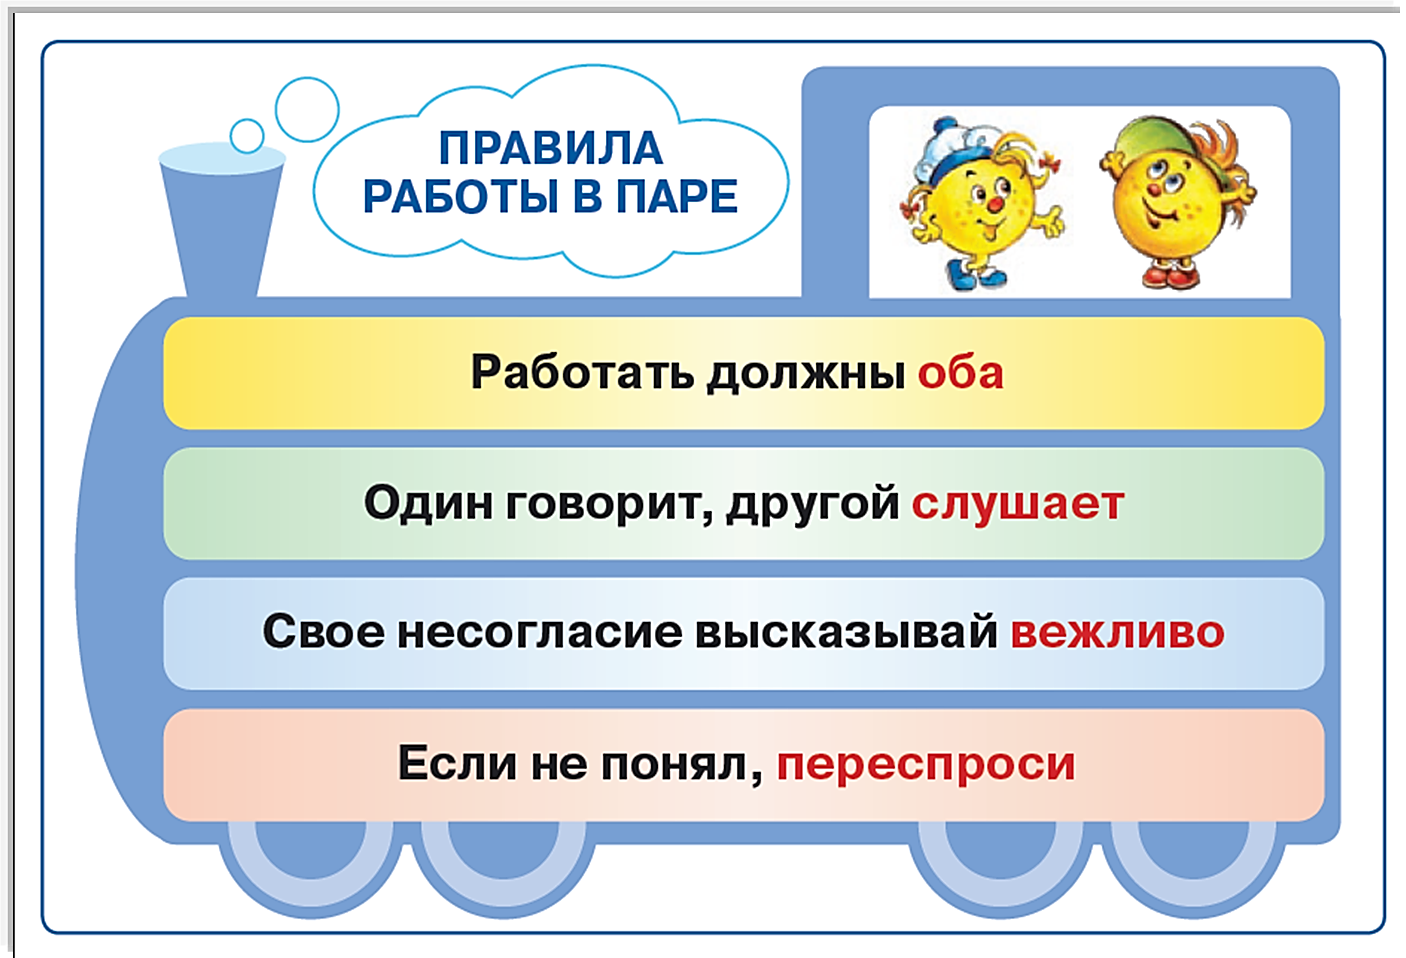 ПРАВИЛА
РАБОТЫ В ПАРЕ
Работать должны оба
Один говорит, другой слушает
Свое несогласие высказывай вежливо
Если не понял, переспроси